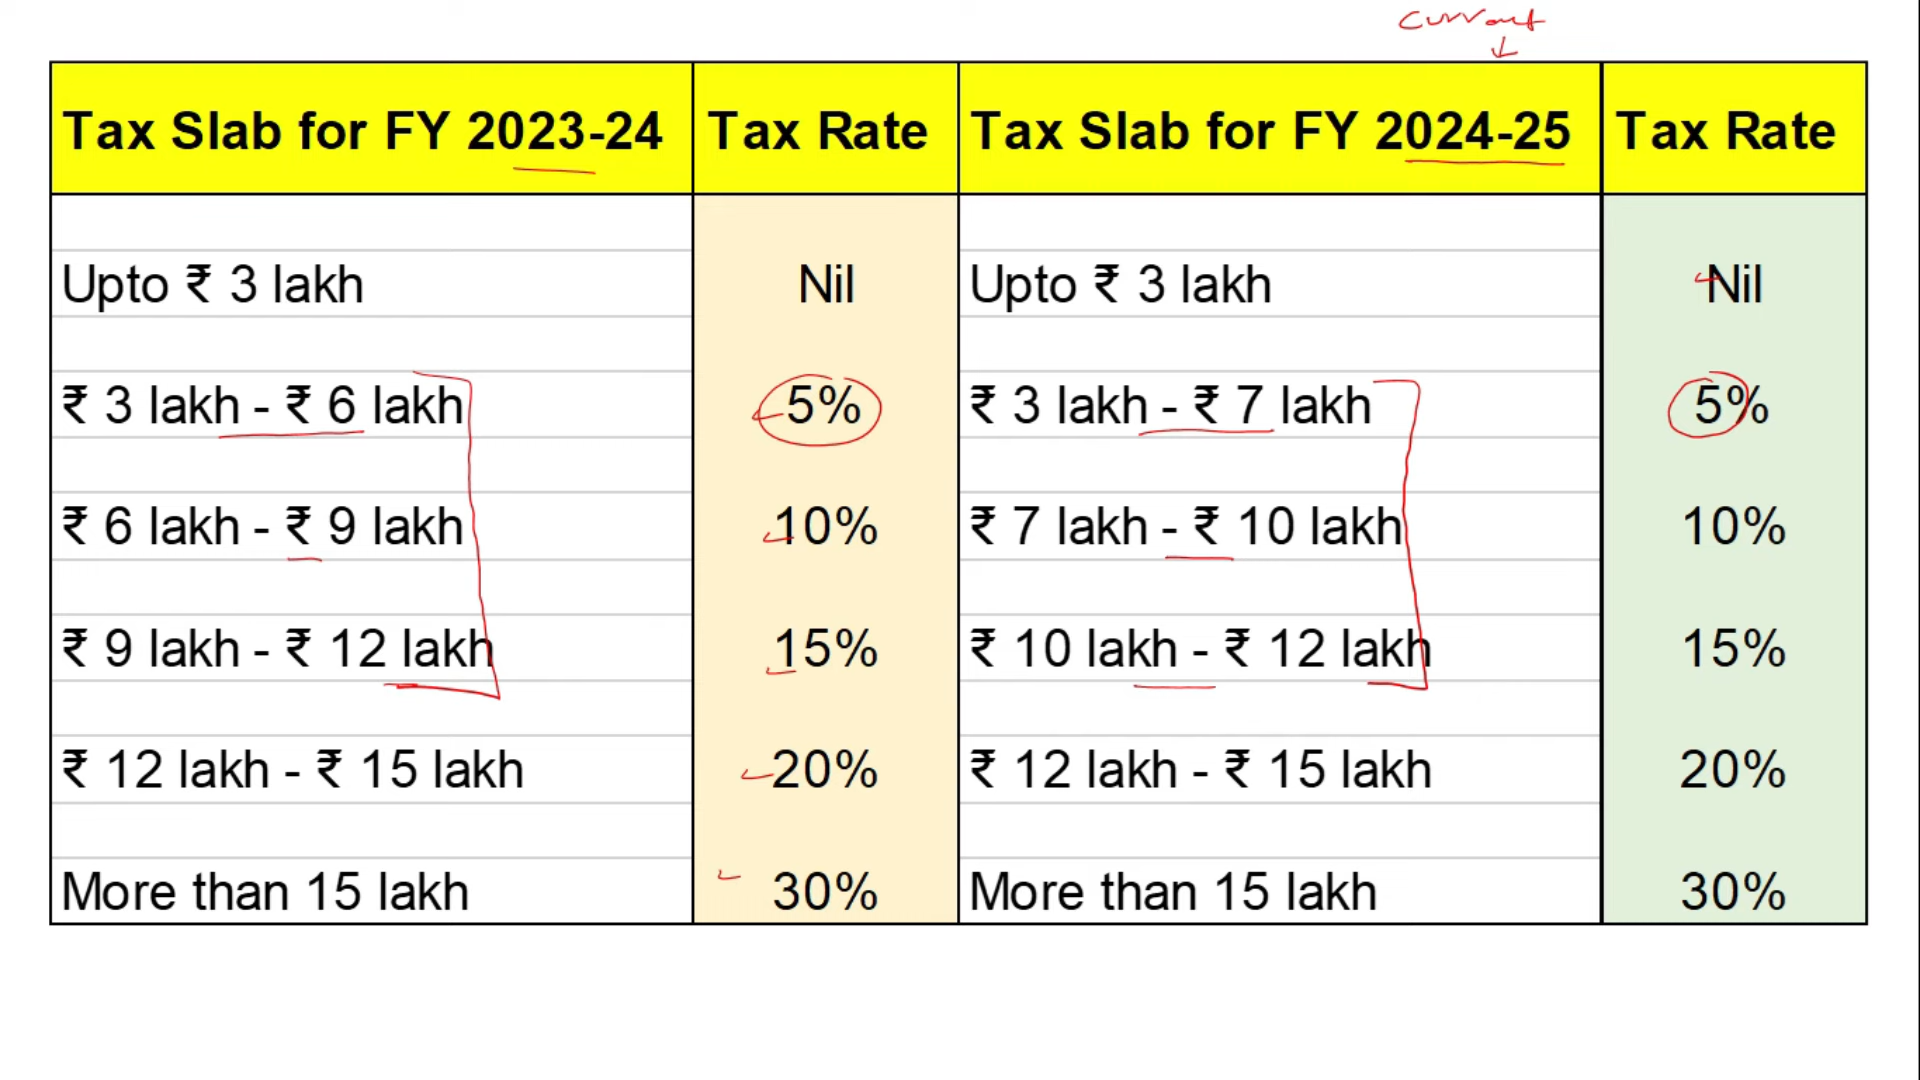 Current
Tax Slab for FY 2023-24 Tax Rate Tax Slab for FY 2024-25 Tax Rate
Upto ₹ 3 lakh Nil Upto ₹ 3 lakh Nil
₹ 3 lakh - ₹ 6 lakh 5% ₹ 3 lakh - ₹ 7 lakh 5%
₹ 6 lakh - ₹ 9 lakh 10% ₹ 7 lakh - ₹ 10 lakh 10%
₹ 9 lakh - ₹ 12 lakh 15% ₹ 10 lakh - ₹ 12 lakh 15%
₹ 12 lakh - ₹ 15 lakh 20% ₹ 12 lakh - ₹ 15 lakh 20%
More than 15 lakh 30% More than 15 lakh 30%